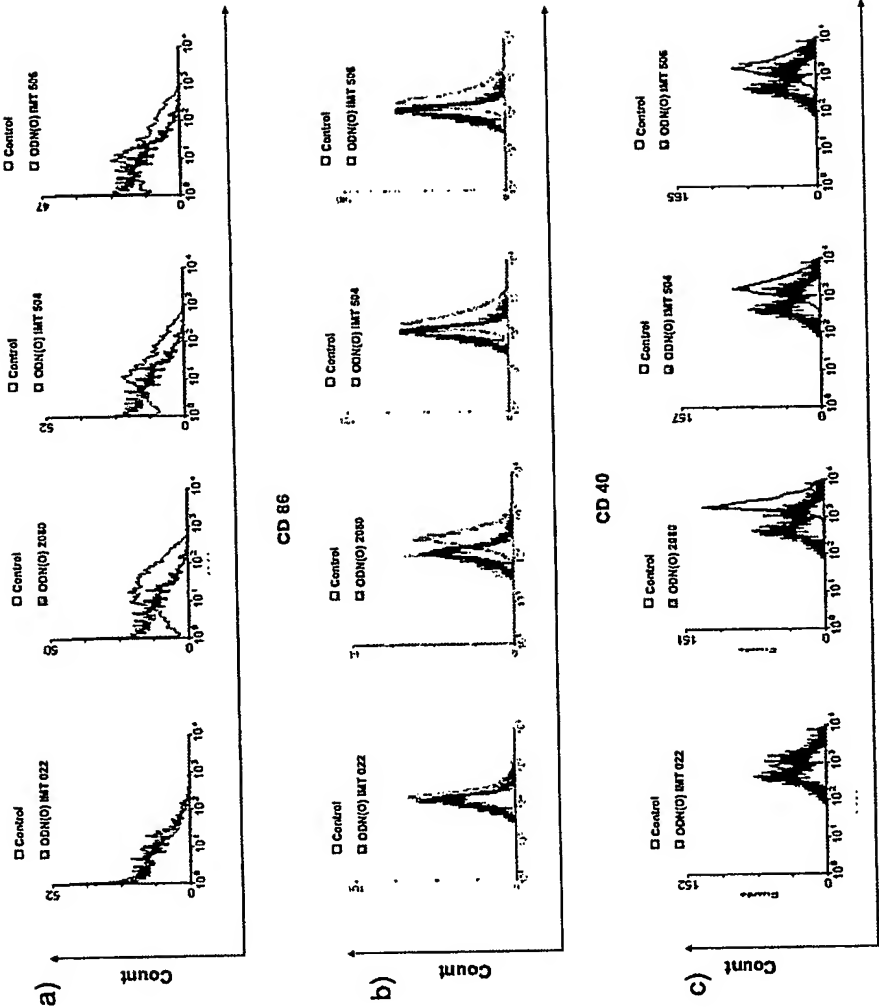 a)
Count
□ Control
□ ODN(O) IMT 022
52
0
10⁰ 10¹ 10² 10³ 10⁴
□ Control
□ ODN(O) 2080
50
0
10⁰ 10¹ 10² 10³ 10⁴
□ Control
□ ODN(O) IMT 504
52
0
10⁰ 10¹ 10² 10³ 10⁴
□ Control
□ ODN(O) IMT 506
47
0
10⁰ 10¹ 10² 10³ 10⁴
CD 86
b)
Count
□ Control
□ ODN(O) IMT 022
□ Control
□ ODN(O) 2080
□ Control
□ ODN(O) IMT 504
□ Control
□ ODN(O) IMT 506
CD 40
c)
Count
□ Control
□ ODN(O) IMT 022
152
0
10⁰ 10¹ 10² 10³ 10⁴
□ Control
□ ODN(O) 2080
151
0
10⁰ 10¹ 10² 10³ 10⁴
□ Control
□ ODN(O) IMT 504
157
0
10⁰ 10¹ 10² 10³ 10⁴
□ Control
□ ODN(O) IMT 506
155
0
10⁰ 10¹ 10² 10³ 10⁴